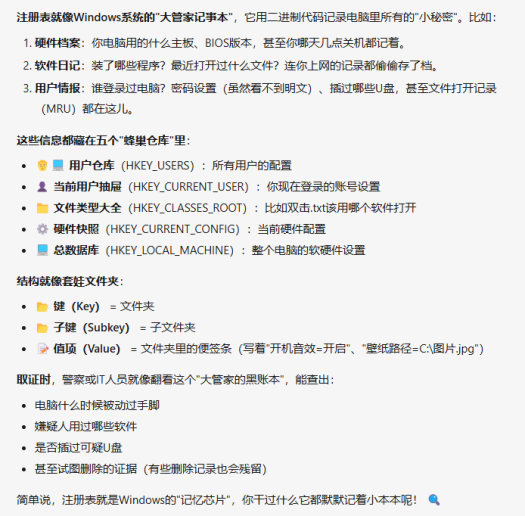 注册表就像Windows系统的"大管家记事本"，它用二进制代码记录电脑里所有的"小秘密"。比如：
1. 硬件档案：你电脑用的什么主板、BIOS版本，甚至你哪天几点关机都记着。
2. 软件日记：装了哪些程序？最近打开过什么文件？连你上网的记录都偷偷存了档。
3. 用户情报：谁登录过电脑？密码设置（虽然看不到明文）、插过哪些U盘，甚至文件打开记录
（MRU）都在这儿。
这些信息都藏在五个"蜂巢仓库"里：
• 👨‍💻 用户仓库（HKEY_USERS）：所有用户的配置
• 👤 当前用户抽屉（HKEY_CURRENT_USER）：你现在登录的账号设置
• 📂 文件类型大全（HKEY_CLASSES_ROOT）：比如双击.txt该用哪个软件打开
• ⚙️ 硬件快照（HKEY_CURRENT_CONFIG）：当前硬件配置
• 💻 总数据库（HKEY_LOCAL_MACHINE）：整个电脑的软硬件设置
结构就像套娃文件夹：
• 📂 键（Key） = 文件夹
• 📂 子键（Subkey） = 子文件夹
• 📝 值项（Value） = 文件夹里的便签条（写着"开机音效=开启"、"壁纸路径=C:\图片.jpg"）
取证时，警察或IT人员就像翻看这个"大管家的黑账本"，能查出：
• 电脑什么时候被动过手脚
• 嫌疑人用过哪些软件
• 是否插过可疑U盘
• 甚至试图删除的证据（有些删除记录也会残留）
简单说，注册表就是Windows的"记忆芯片"，你干过什么它都默默记着小本本呢！ 🔍